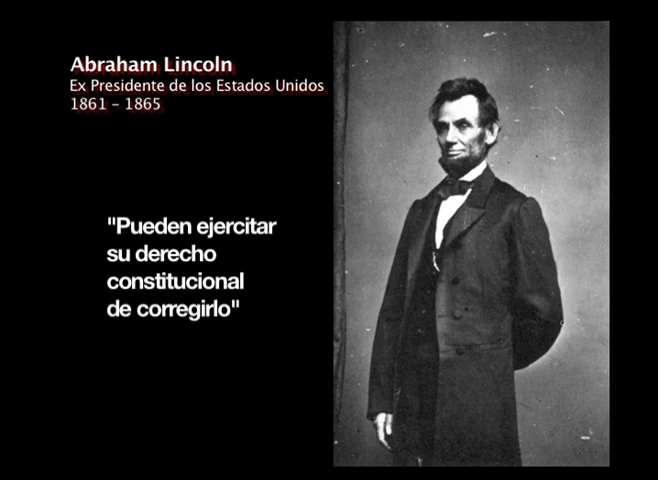 Abraham Lincoln
Ex Presidente de los Estados Unidos
1861 - 1865
"Pueden ejercitar
su derecho
constitucional
de corregirlo"